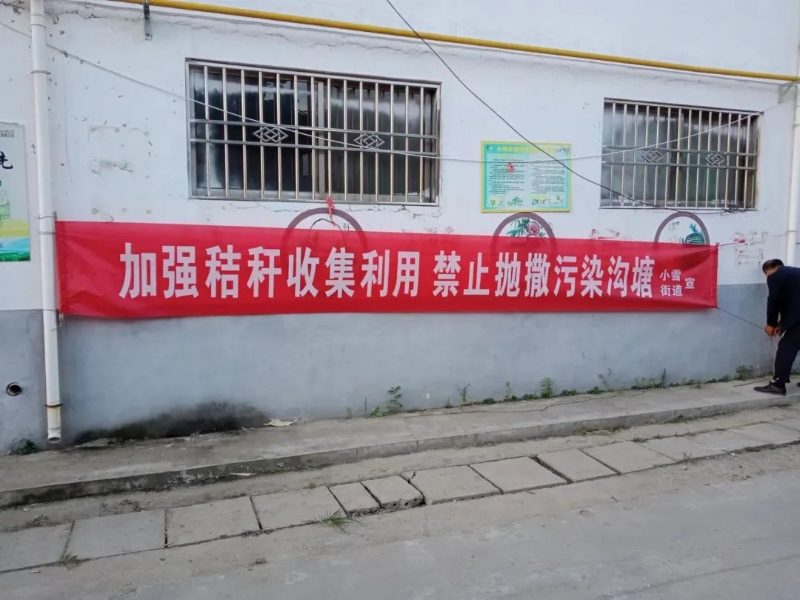 加强秸秆收集利用 禁止抛撒污染沟塘 小雪街道 宣